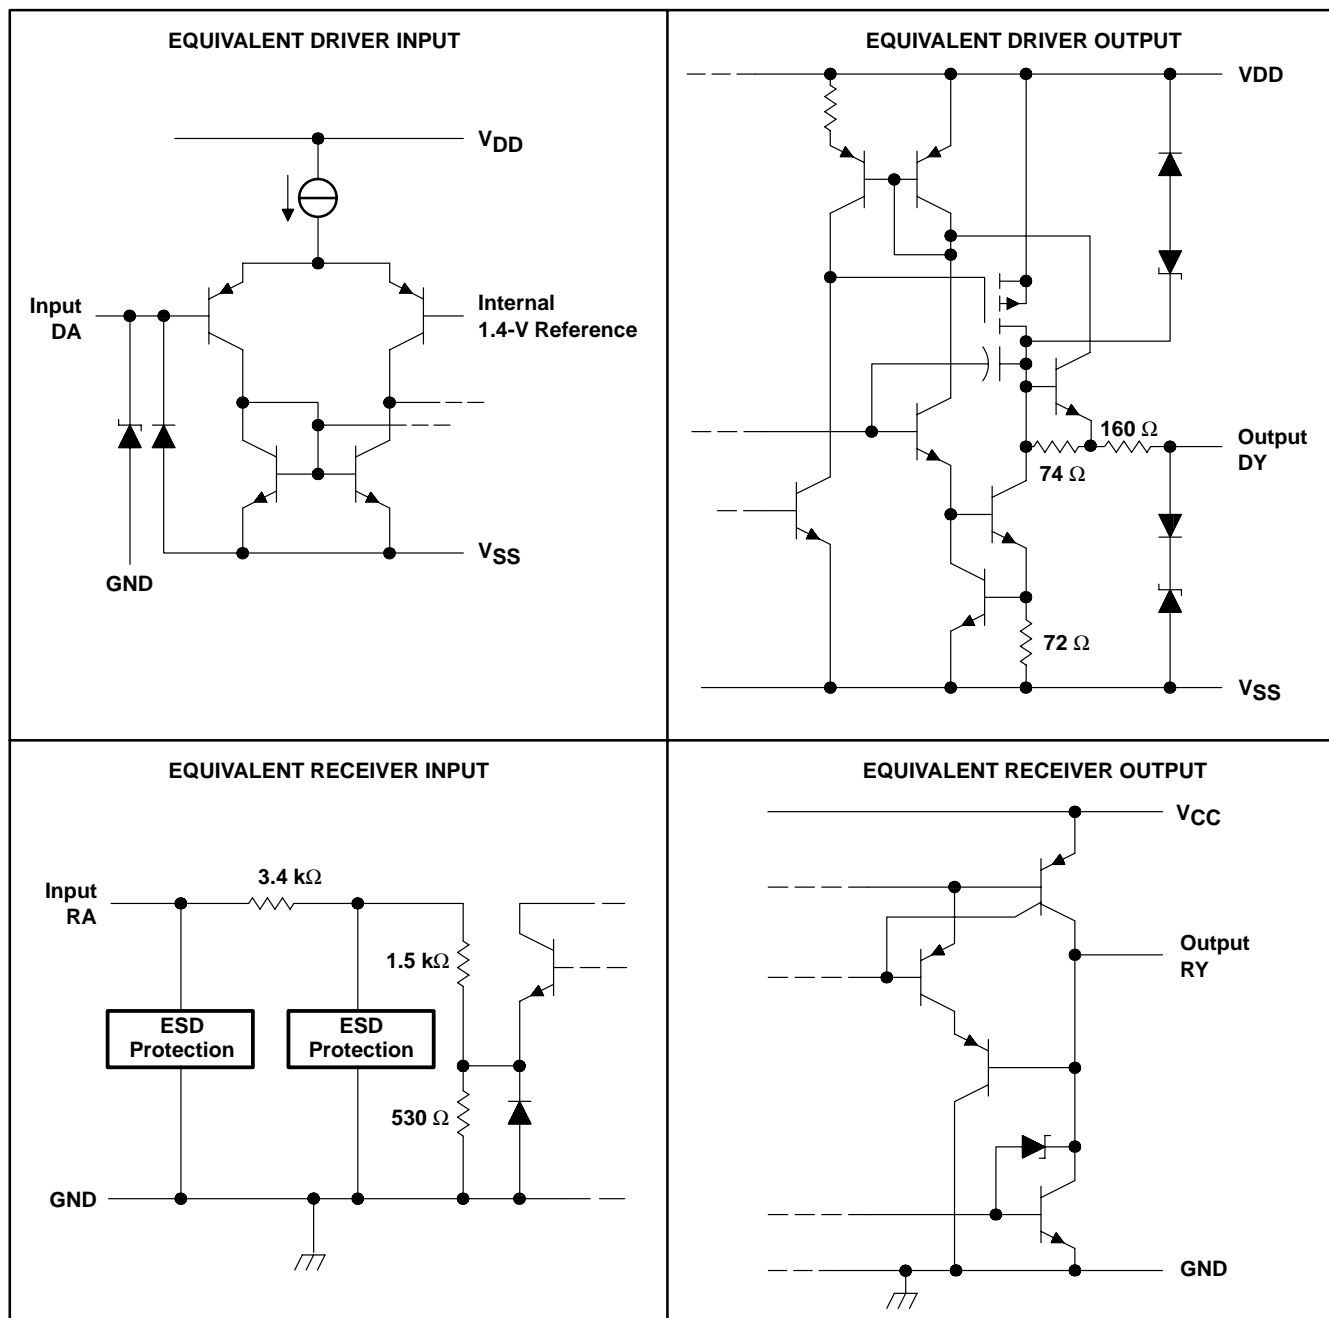 EQUIVALENT DRIVER INPUT
VDD
Input
DA
Internal
1.4-V Reference
VSS
GND
EQUIVALENT DRIVER OUTPUT
VDD
160 Ω
Output
DY
74 Ω
72 Ω
VSS
EQUIVALENT RECEIVER INPUT
3.4 kΩ
Input
RA
1.5 kΩ
ESD
Protection
ESD
Protection
530 Ω
GND
EQUIVALENT RECEIVER OUTPUT
VCC
Output
RY
GND